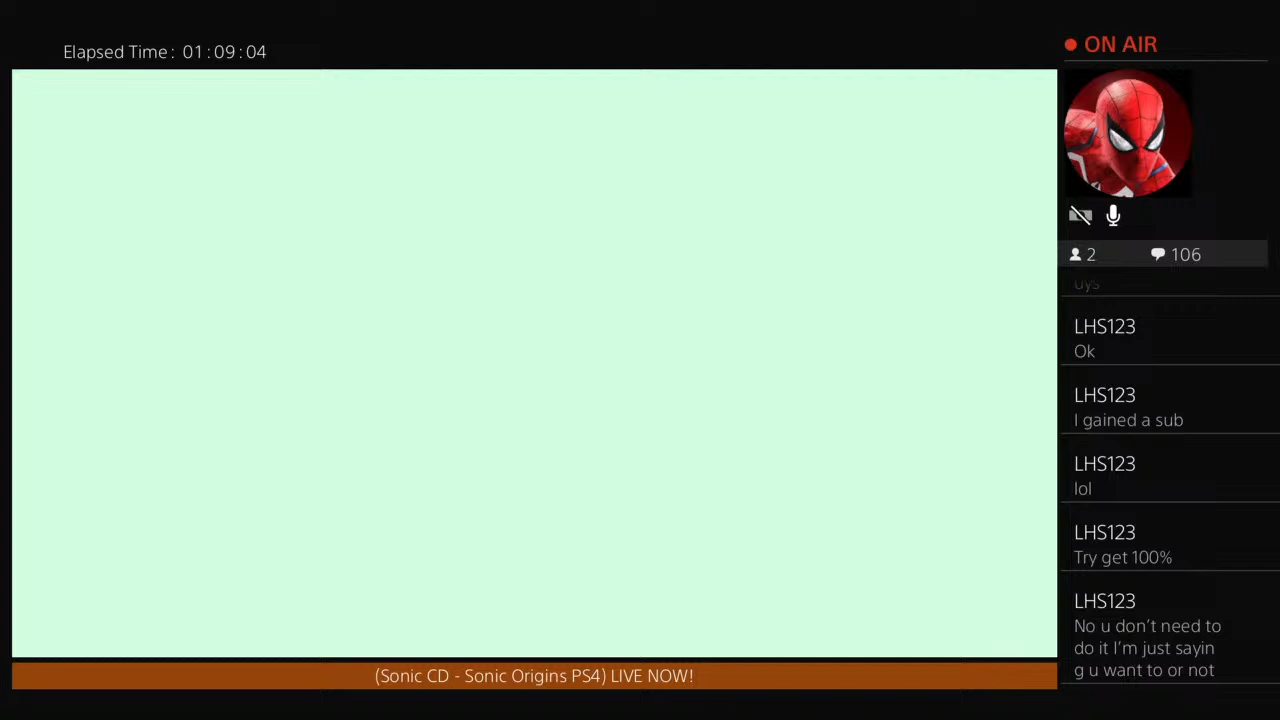 Elapsed Time: 01:09:04
ON AIR
2 106
uys
LHS123
Ok
LHS123
I gained a sub
LHS123
lol
LHS123
Try get 100%
LHS123
No u don't need to
do it I'm just sayin
g u want to or not
(Sonic CD - Sonic Origins PS4) LIVE NOW!